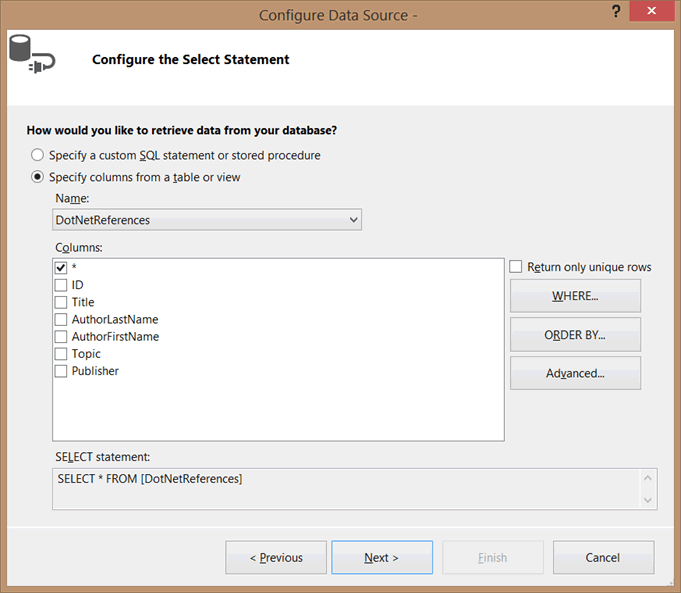 Configure Data Source -
?
Configure the Select Statement
How would you like to retrieve data from your database?
Specify a custom SQL statement or stored procedure
Specify columns from a table or view
Name:
DotNetReferences
Columns:
*
Return only unique rows
ID
WHERE...
Title
AuthorLastName
AuthorFirstName
ORDER BY...
Topic
Publisher
Advanced...
SELECT statement:
SELECT * FROM [DotNetReferences]
< Previous
Next >
Finish
Cancel